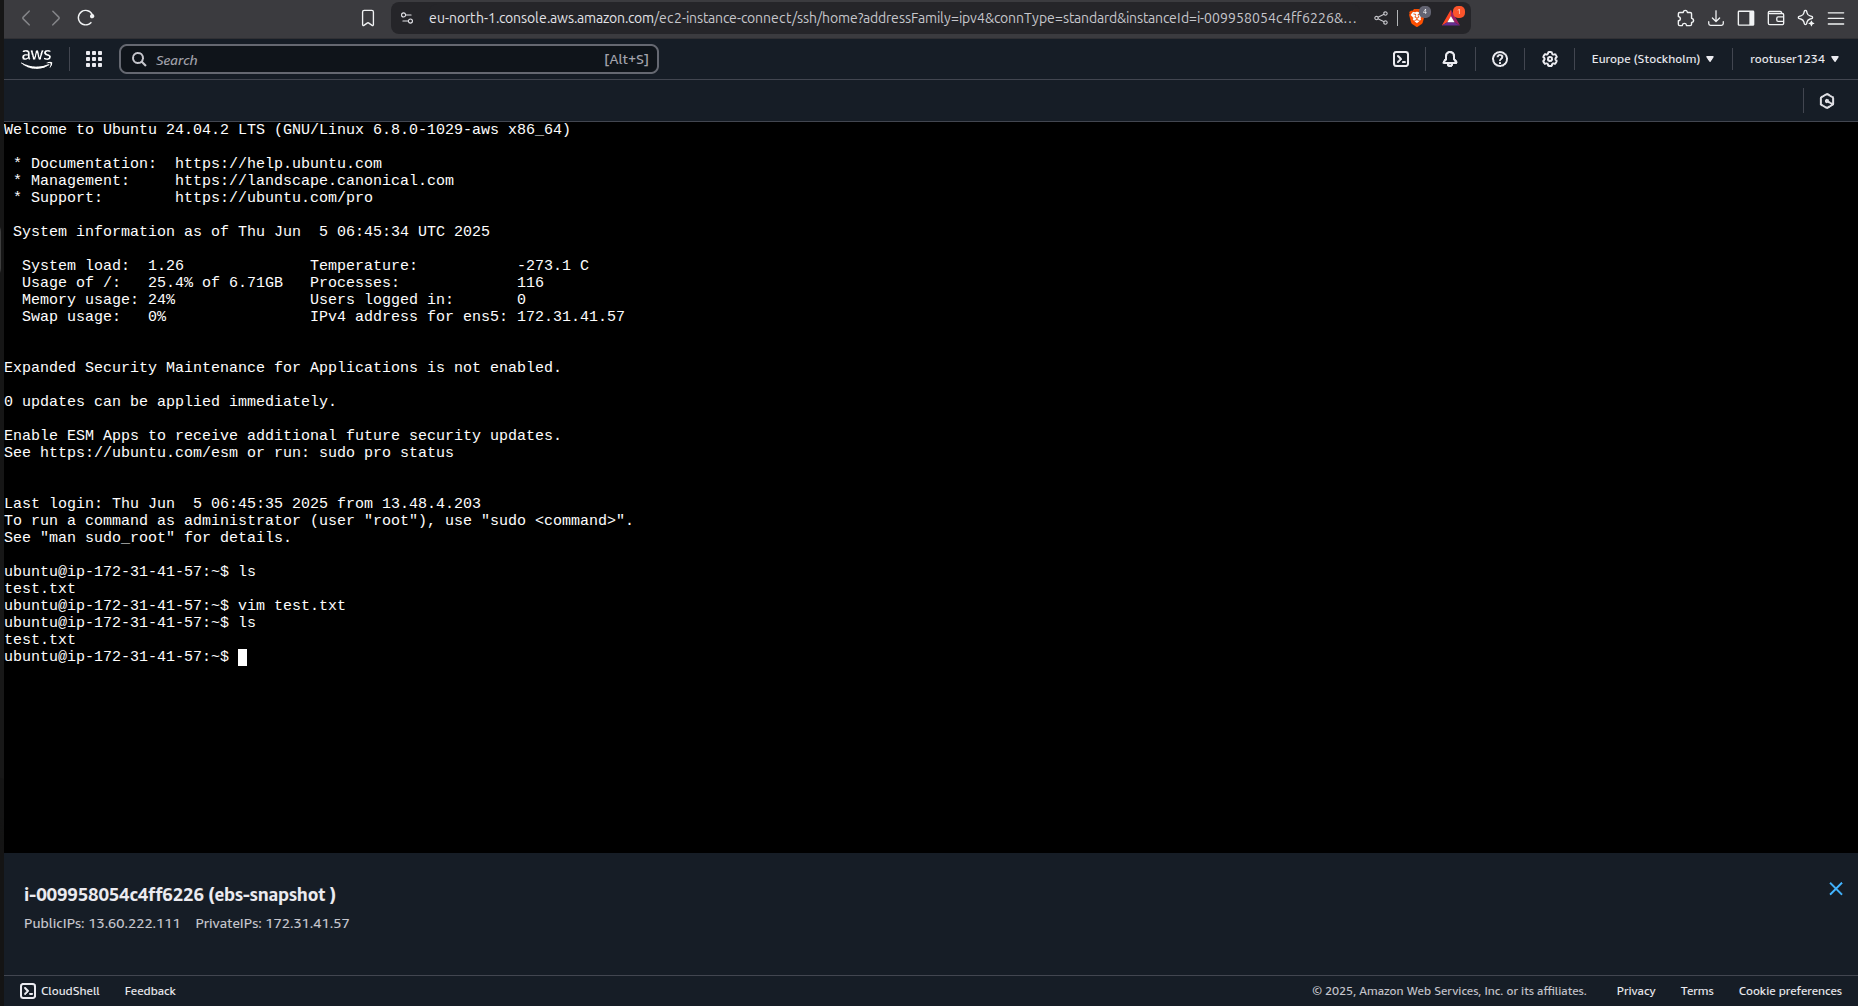 eu-north-1.console.aws.amazon.com/ec2-instance-connect/ssh/home?addressFamily=ipv4&connType=standard&instanceId=i-009958054c4ff6226&...
4
1
aws
Search
[Alt+S]
Europe (Stockholm)
rootuser1234
Welcome to Ubuntu 24.04.2 LTS (GNU/Linux 6.8.0-1029-aws x86_64)
* Documentation:  https://help.ubuntu.com
* Management:     https://landscape.canonical.com
* Support:        https://ubuntu.com/pro
System information as of Thu Jun  5 06:45:34 UTC 2025
System load:  1.26              Temperature:           -273.1 C
Usage of /:   25.4% of 6.71GB   Processes:             116
Memory usage: 24%               Users logged in:       0
Swap usage:   0%                IPv4 address for ens5: 172.31.41.57
Expanded Security Maintenance for Applications is not enabled.
0 updates can be applied immediately.
Enable ESM Apps to receive additional future security updates.
See https://ubuntu.com/esm or run: sudo pro status
Last login: Thu Jun  5 06:45:35 2025 from 13.48.4.203
To run a command as administrator (user "root"), use "sudo <command>".
See "man sudo_root" for details.
ubuntu@ip-172-31-41-57:~$ ls
test.txt
ubuntu@ip-172-31-41-57:~$ vim test.txt
ubuntu@ip-172-31-41-57:~$ ls
test.txt
ubuntu@ip-172-31-41-57:~$
i-009958054c4ff6226 (ebs-snapshot )
PublicIPs: 13.60.222.111   PrivateIPs: 172.31.41.57
CloudShell
Feedback
© 2025, Amazon Web Services, Inc. or its affiliates.
Privacy
Terms
Cookie preferences